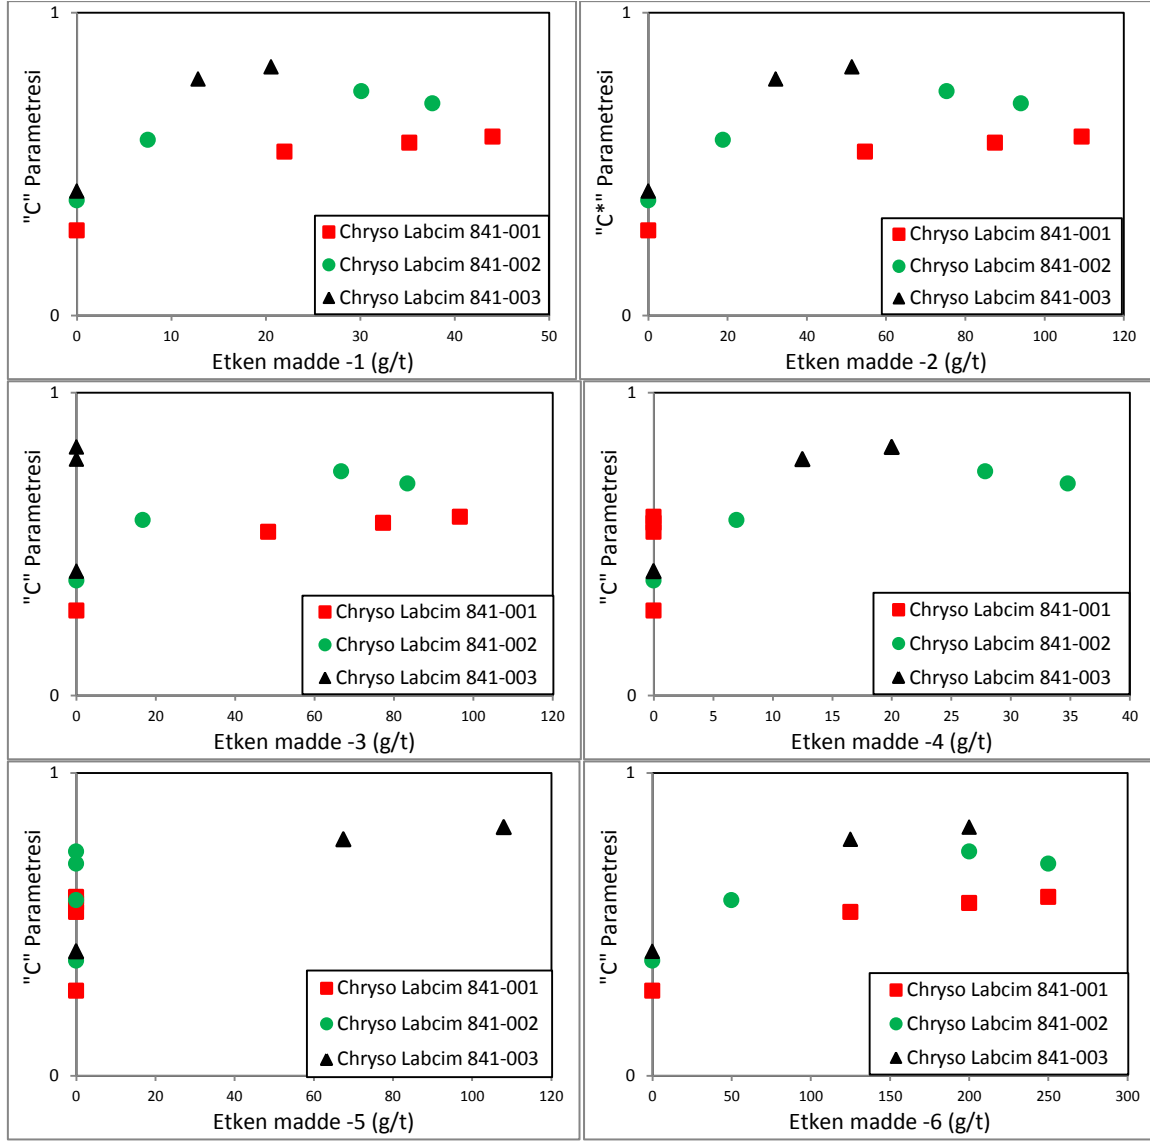 1
"C" Parametresi
Chryso Labcim 841-001
Chryso Labcim 841-002
Chryso Labcim 841-003
0
0 10 20 30 40 50
Etken madde -1 (g/t)
1
"C*" Parametresi
Chryso Labcim 841-001
Chryso Labcim 841-002
Chryso Labcim 841-003
0
0 20 40 60 80 100 120
Etken madde -2 (g/t)
1
"C" Parametresi
Chryso Labcim 841-001
Chryso Labcim 841-002
Chryso Labcim 841-003
0
0 20 40 60 80 100 120
Etken madde -3 (g/t)
1
"C" Parametresi
Chryso Labcim 841-001
Chryso Labcim 841-002
Chryso Labcim 841-003
0
0 5 10 15 20 25 30 35 40
Etken madde -4 (g/t)
1
"C" Parametresi
Chryso Labcim 841-001
Chryso Labcim 841-002
Chryso Labcim 841-003
0
0 20 40 60 80 100 120
Etken madde -5 (g/t)
1
"C" Parametresi
Chryso Labcim 841-001
Chryso Labcim 841-002
Chryso Labcim 841-003
0
0 50 100 150 200 250 300
Etken madde -6 (g/t)